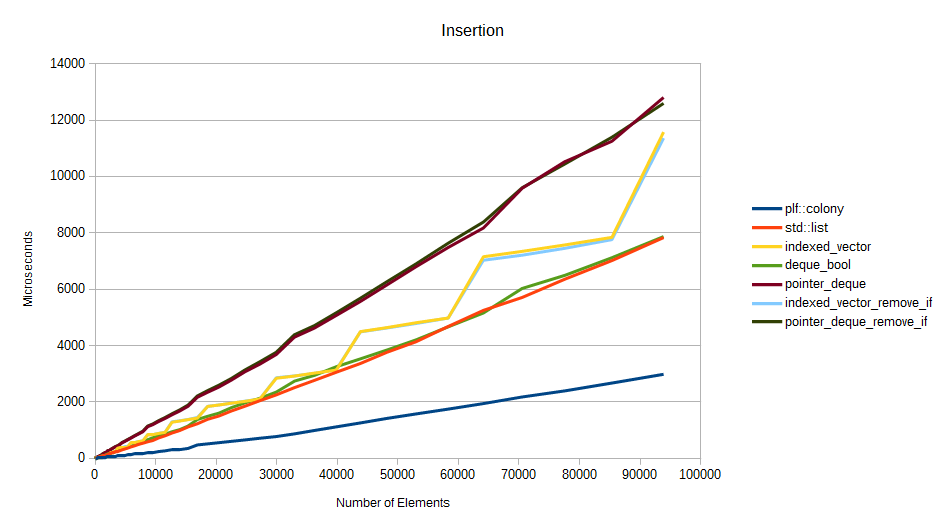 Insertion
14000
12000
10000
8000
6000
4000
2000
0
Microseconds
0 10000 20000 30000 40000 50000 60000 70000 80000 90000 100000
Number of Elements
plf::colony
std::list
indexed_vector
deque_bool
pointer_deque
indexed_vector_remove_if
pointer_deque_remove_if